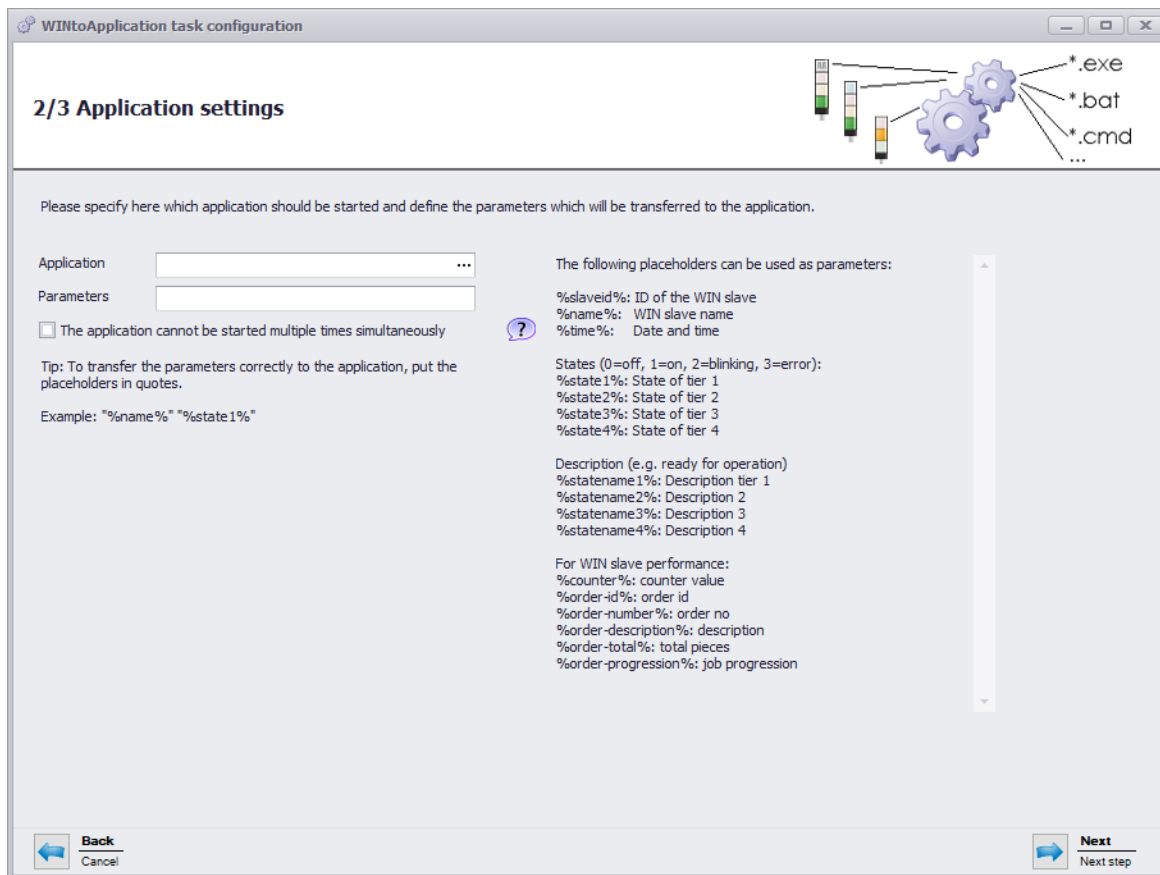 WINtoApplication task configuration
2/3 Application settings
*.exe
*.bat
*.cmd
...
Please specify here which application should be started and define the parameters which will be transferred to the application.
Application
...
Parameters
The application cannot be started multiple times simultaneously
?
Tip: To transfer the parameters correctly to the application, put the
placeholders in quotes.
Example: "%name%" "%state1%"
The following placeholders can be used as parameters:
%slaveid%: ID of the WIN slave
%name%: WIN slave name
%time%: Date and time
States (0=off, 1=on, 2=blinking, 3=error):
%state1%: State of tier 1
%state2%: State of tier 2
%state3%: State of tier 3
%state4%: State of tier 4
Description (e.g. ready for operation)
%statename1%: Description tier 1
%statename2%: Description 2
%statename3%: Description 3
%statename4%: Description 4
For WIN slave performance:
%counter%: counter value
%order-id%: order id
%order-number%: order no
%order-description%: description
%order-total%: total pieces
%order-progression%: job progression
Back
Cancel
Next
Next step